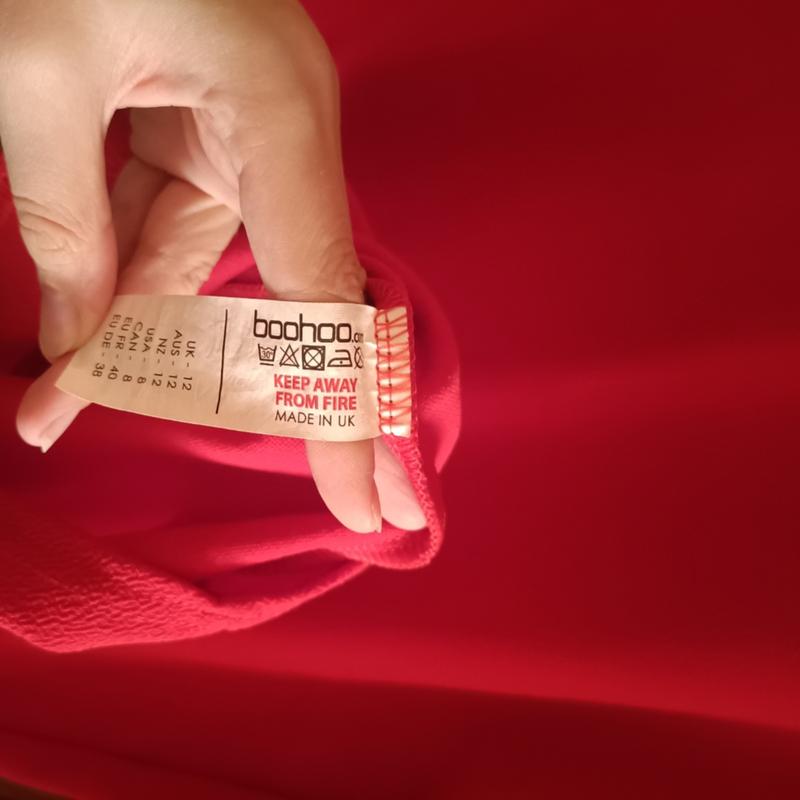 boohoo.
30°
KEEP AWAY
FROM FIRE
MADE IN UK
UK - 12
AUS - 12
NZ - 12
USA - 8
CAN - 8
EU FR - 40
EU DE - 38